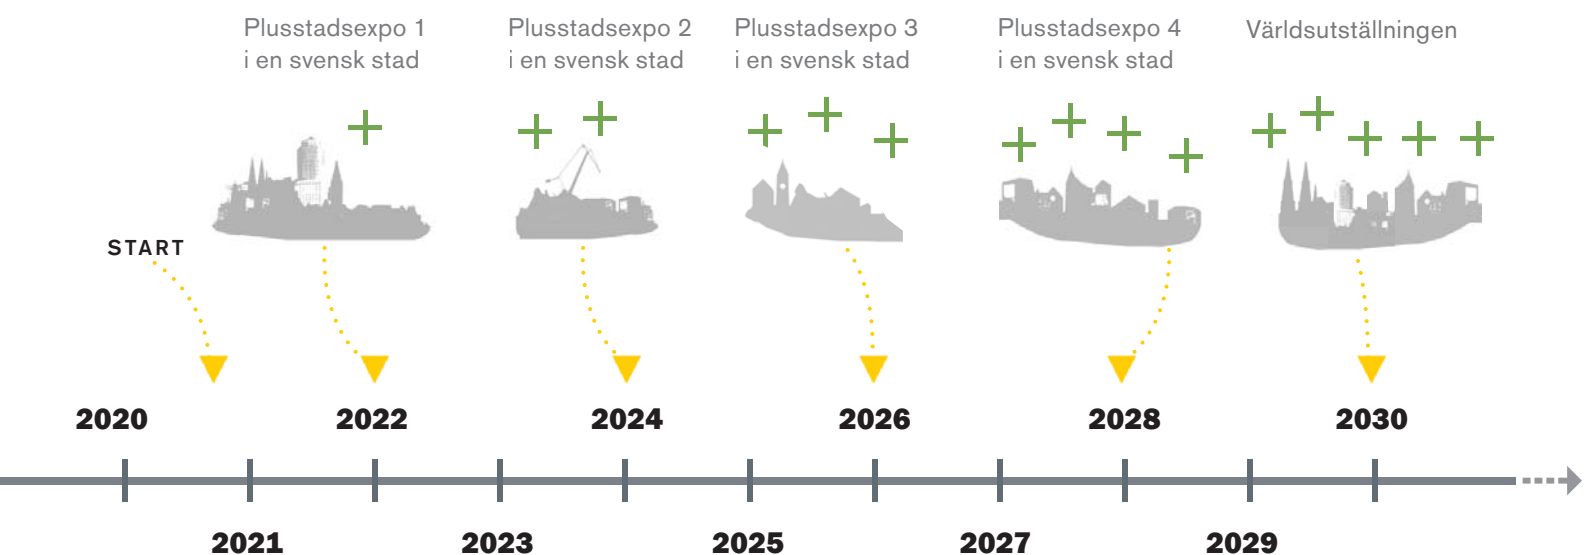 Plusstadsexpo 1
i en svensk stad
Plusstadsexpo 2
i en svensk stad
Plusstadsexpo 3
i en svensk stad
Plusstadsexpo 4
i en svensk stad
Världsutställningen
START
2020
2022
2024
2026
2028
2030
2021
2023
2025
2027
2029